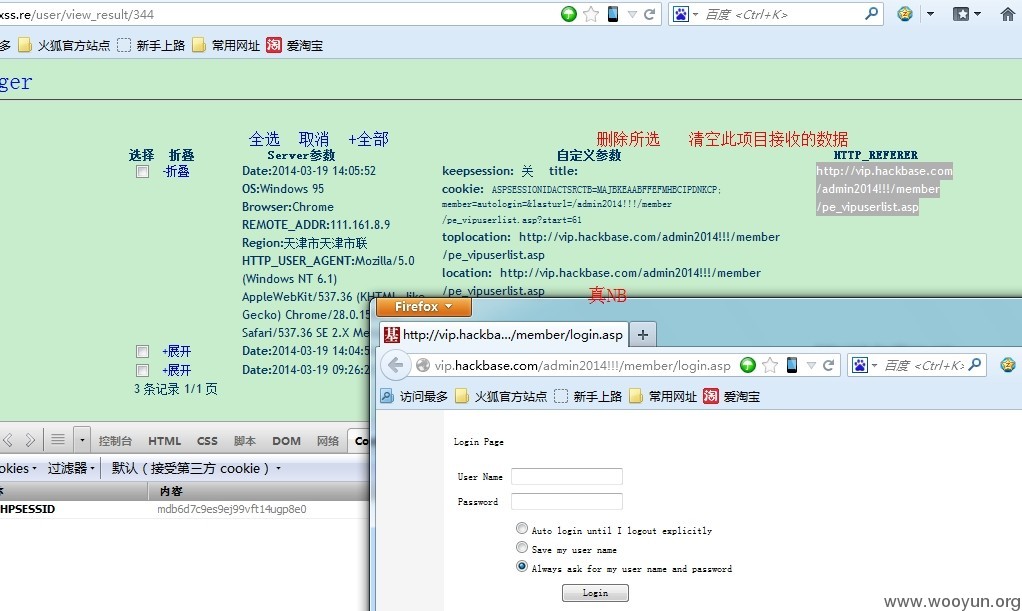 xss.re/user/view_result/344
百度 <Ctrl+K>
多 火狐官方站点 新手上路 常用网址 淘 爱淘宝
ger
全选 取消 +全部 删除所选 清空此项目接收的数据
选择 折叠 Server参数 自定义参数 HTTP_REFERER
-折叠
Date:2014-03-19 14:05:52
OS:Windows 95
Browser:Chrome
REMOTE_ADDR:111.161.8.9
Region:天津市天津市联
HTTP_USER_AGENT:Mozilla/5.0
(Windows NT 6.1)
AppleWebKit/537.36 (KHTML, like
Gecko) Chrome/28.0.15
Safari/537.36 SE 2.X Me
keepsession: 关 title:
cookie: ASPSESSIONIDACTSRCTB=MAJBKEAABFFEFMHBCIPDNKCP;
member=autologin=&lasturl=/admin2014!!!/member
/pe_vipuserlist.asp?start=61
toplocation: http://vip.hackbase.com/admin2014!!!/member
/pe_vipuserlist.asp
location: http://vip.hackbase.com/admin2014!!!/member
/pe_vipuserlist.asp
http://vip.hackbase.com
/admin2014!!!/member
/pe_vipuserlist.asp
真NB
+展开 Date:2014-03-19 14:04:5
+展开 Date:2014-03-19 09:26:2
3 条记录 1/1 页
控制台 HTML CSS 脚本 DOM 网络 Co
okies 过滤器 默认（接受第三方 cookie）
内容
HPSESSID mdb6d7c9es9ej99vft14ugp8e0
Firefox
基 http://vip.hackba.../member/login.asp +
vip.hackbase.com/admin2014!!!/member/login.asp
百度 <Ctrl+K>
访问最多 火狐官方站点 新手上路 常用网址 淘 爱淘宝
Login Page
User Name
Password
Auto login until I logout explicitly
Save my user name
Always ask for my user name and password
Login
www.wooyun.org